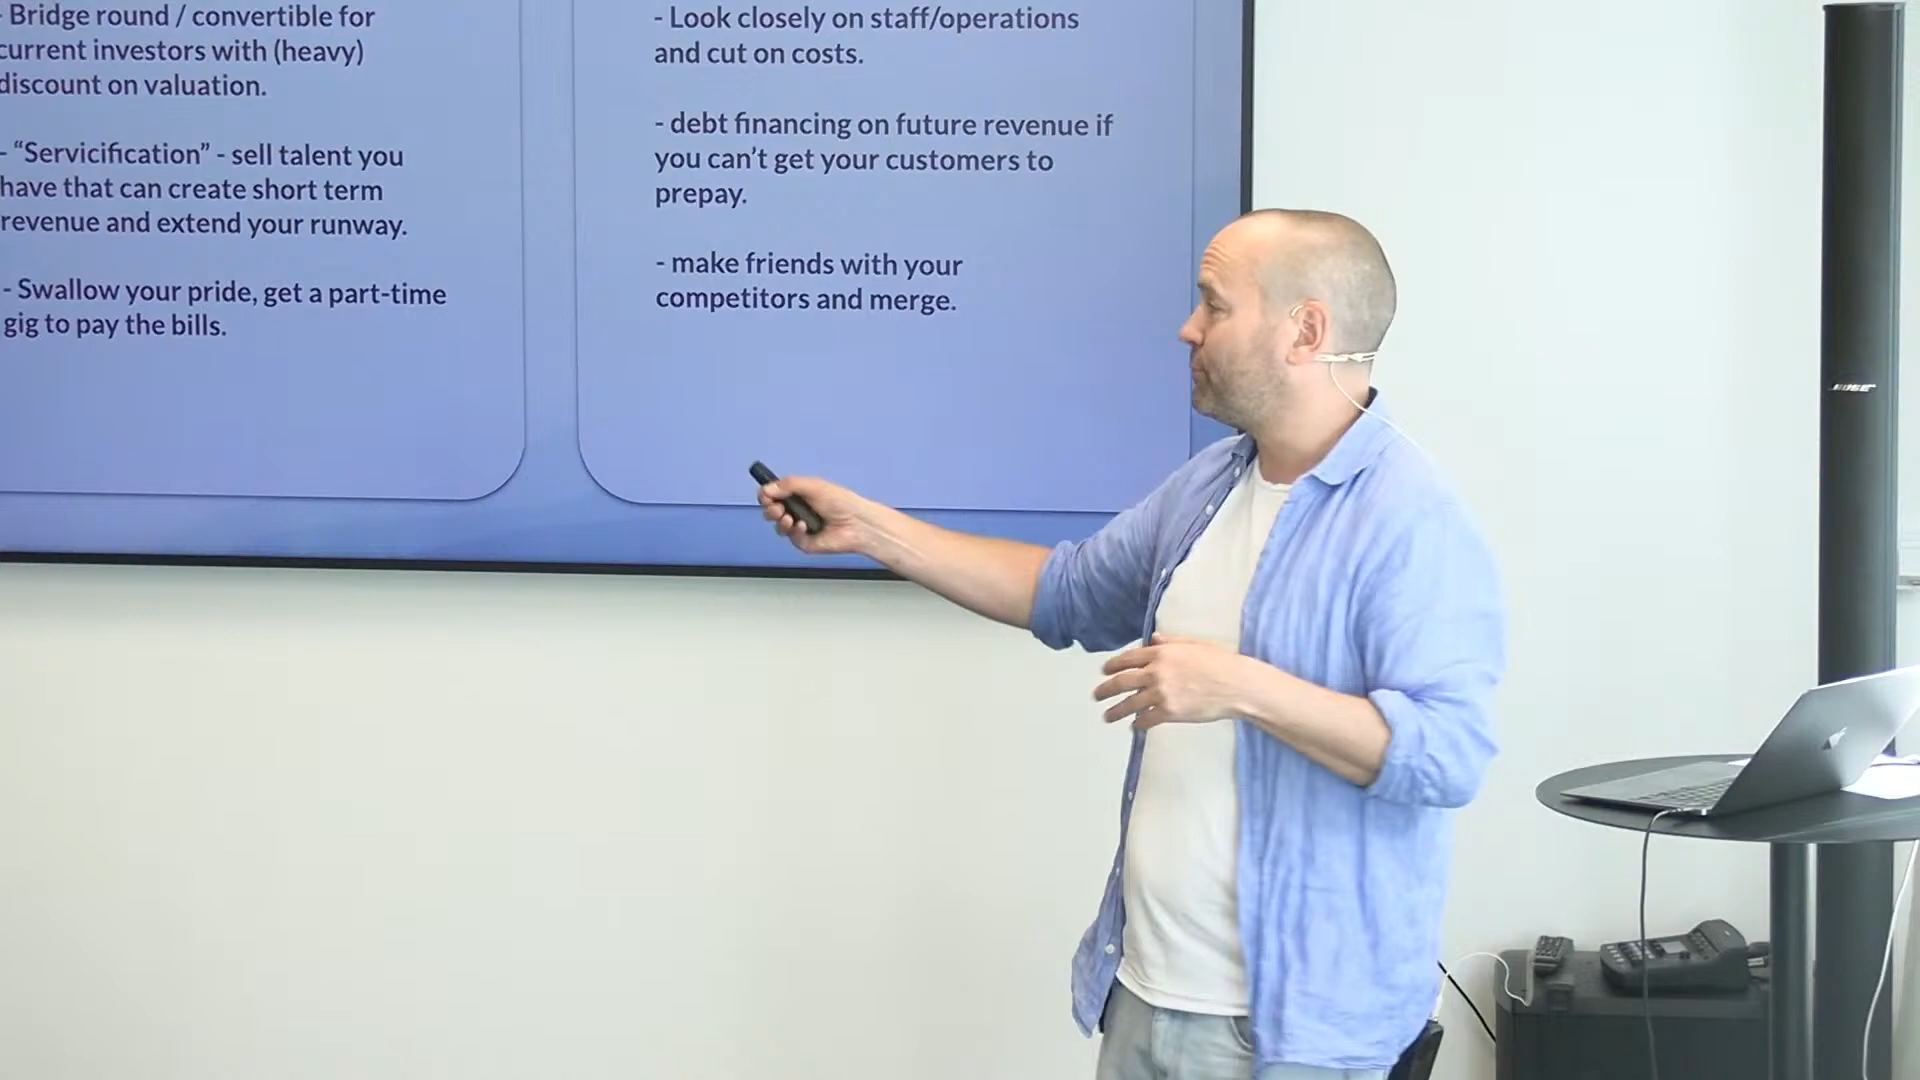 - Bridge round / convertible for
current investors with (heavy)
discount on valuation.
- “Servicification” - sell talent you
have that can create short term
revenue and extend your runway.
- Swallow your pride, get a part-time
gig to pay the bills.
- Look closely on staff/operations
and cut on costs.
- debt financing on future revenue if
you can’t get your customers to
prepay.
- make friends with your
competitors and merge.
BOSE